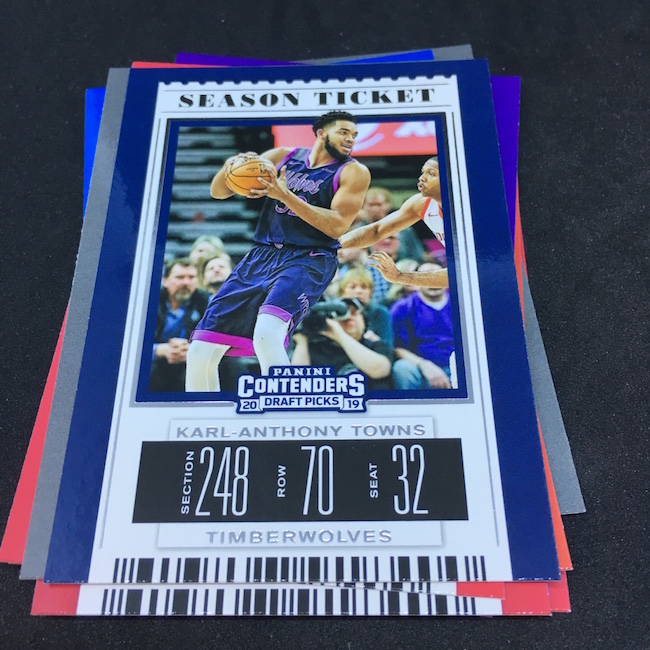 SEASON TICKET
PANINI
CONTENDERS
20 DRAFT PICKS 19
KARL-ANTHONY TOWNS
SECTION 248 ROW 70 SEAT 32
TIMBERWOLVES